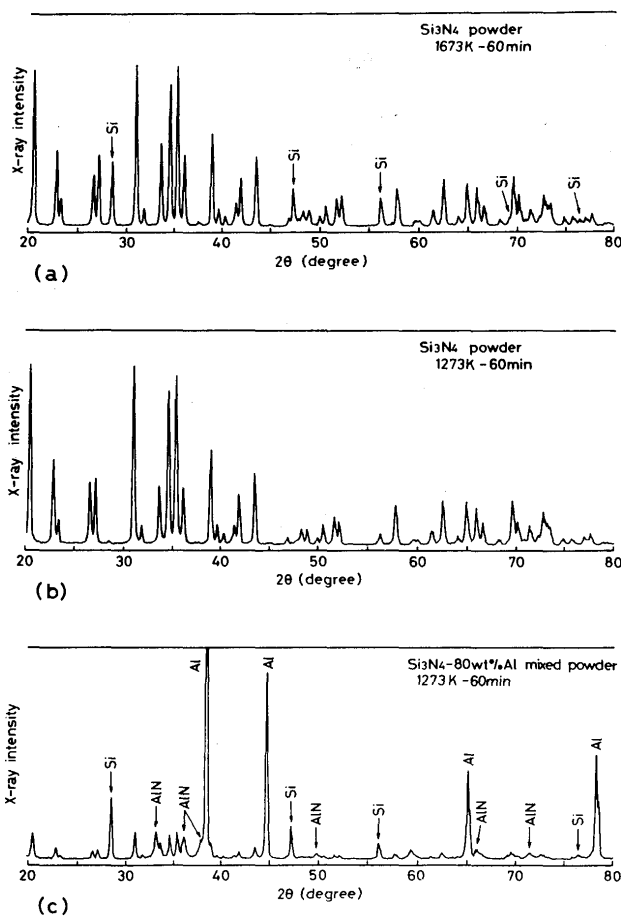 Si3N4 powder
1673K -60min
X-ray intensity
Si
Si
Si
Si
Si
20 30 40 50 60 70 80
2θ (degree)
(a)
Si3N4 powder
1273K -60min
X-ray intensity
20 30 40 50 60 70 80
2θ (degree)
(b)
Si3N4-80wt%Al mixed powder
1273K -60min
X-ray intensity
Si
AlN
AlN
Al
Al
Si
AlN
Si
Al
AlN
AlN
Si
Al
20 30 40 50 60 70 80
2θ (degree)
(c)